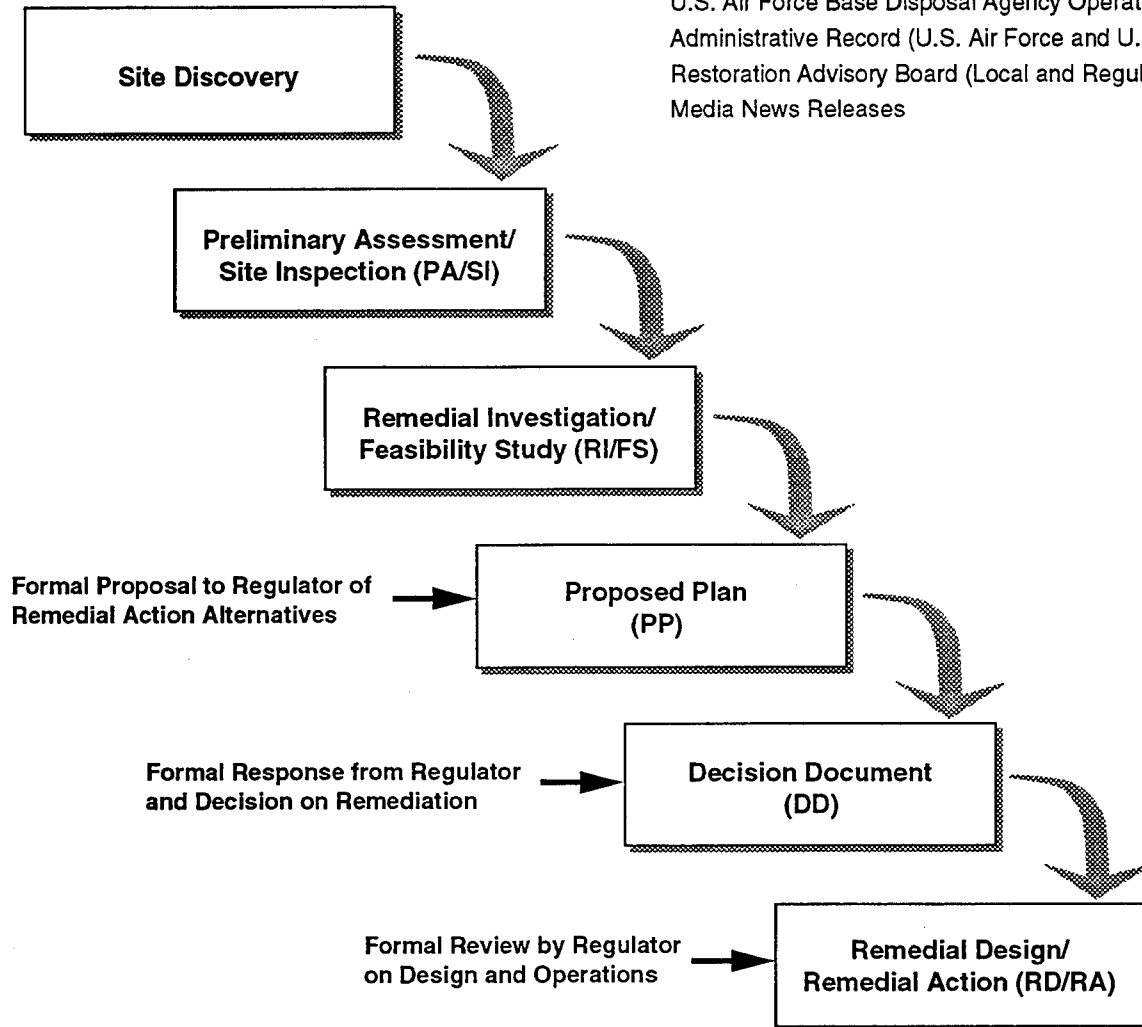 U.S. Air Force Base Disposal Agency
Administrative Record (U.S. Air Force and
Restoration Advisory Board (Local and
Media News Releases
Site Discovery
Preliminary Assessment/
Site Inspection (PA/SI)
Remedial Investigation/
Feasibility Study (RI/FS)
Formal Proposal to Regulator of
Remedial Action Alternatives
Proposed Plan
(PP)
Formal Response from Regulator
and Decision on Remediation
Decision Document
(DD)
Formal Review by Regulator
on Design and Operations
Remedial Design/
Remedial Action (RD/RA)